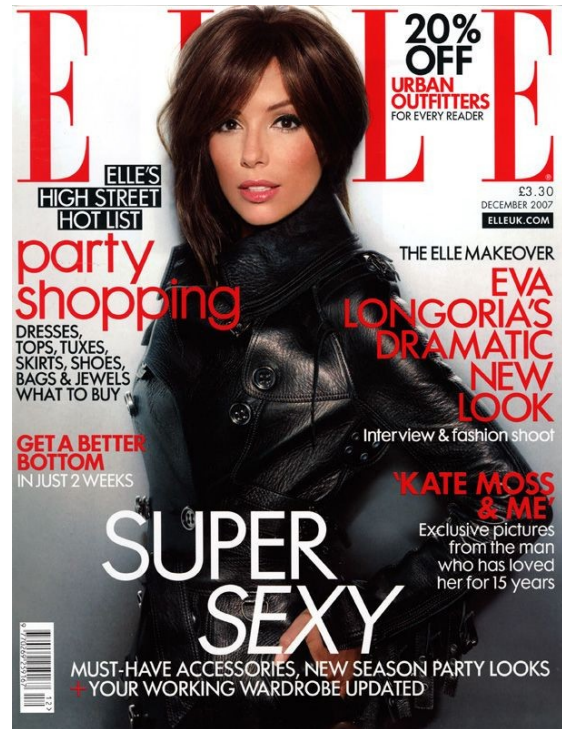 ELLE
20%
OFF
URBAN
OUTFITTERS
FOR EVERY READER
£3.30
DECEMBER 2007
ELLEUK.COM
ELLE'S
HIGH STREET
HOT LIST
party
shopping
DRESSES,
TOPS, TUXES,
SKIRTS, SHOES,
BAGS & JEWELS
WHAT TO BUY
GET A BETTER
BOTTOM
IN JUST 2 WEEKS
THE ELLE MAKEOVER
EVA
LONGORIA'S
DRAMATIC
NEW
LOOK
Interview & fashion shoot
'KATE MOSS
& ME'
Exclusive pictures
from the man
who has loved
her for 15 years
SUPER
SEXY
MUST-HAVE ACCESSORIES, NEW SEASON PARTY LOOKS
+ YOUR WORKING WARDROBE UPDATED